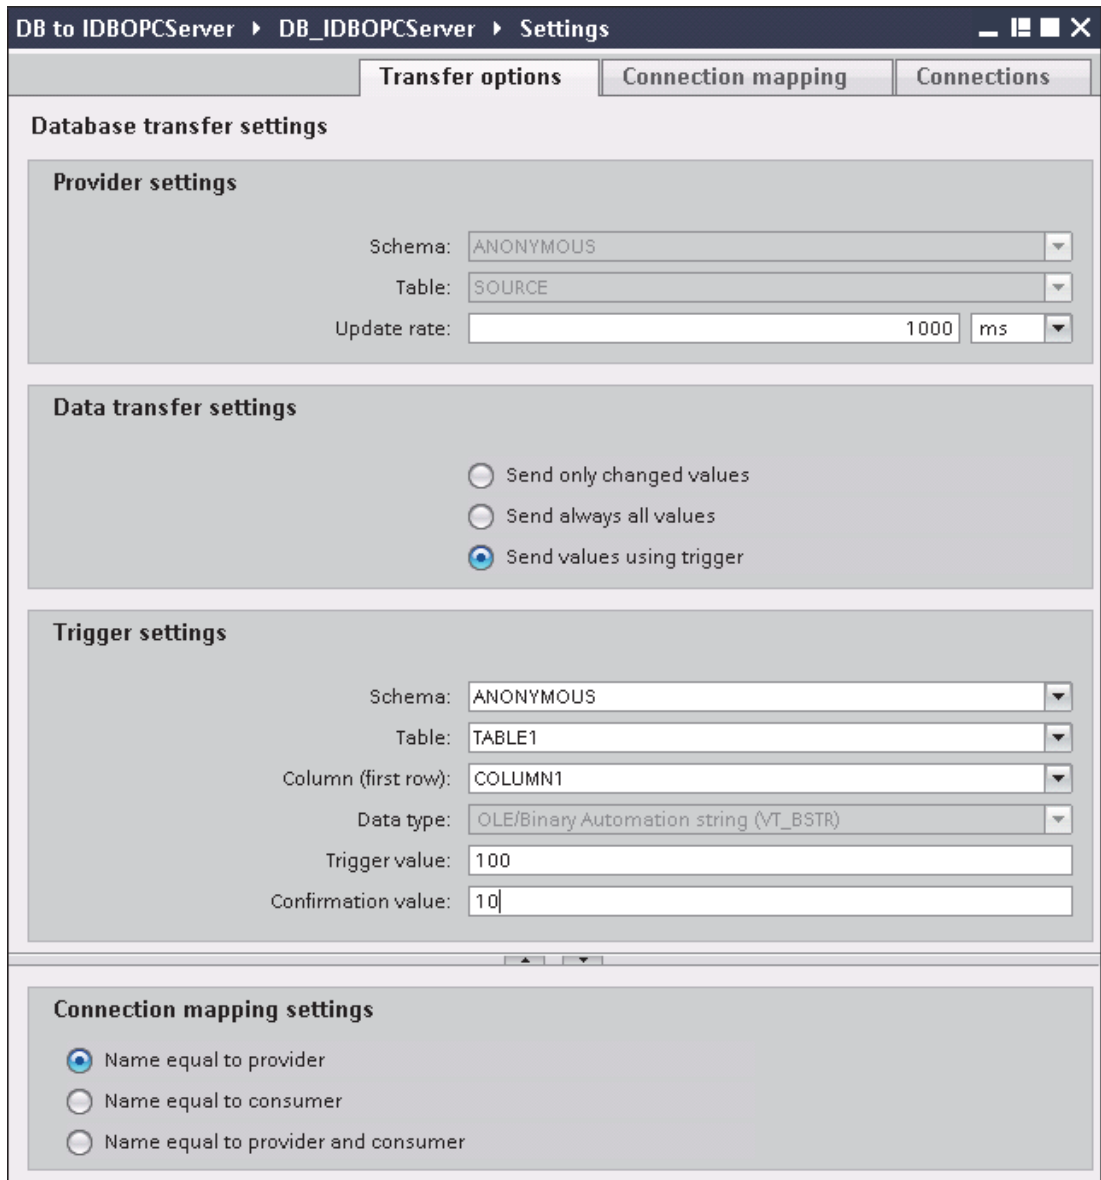 DB to IDBOPCServer ▸ DB_IDBOPCServer ▸ Settings
Transfer options Connection mapping Connections
Database transfer settings
Provider settings
Schema: ANONYMOUS
Table: SOURCE
Update rate: 1000 ms
Data transfer settings
Send only changed values
Send always all values
Send values using trigger
Trigger settings
Schema: ANONYMOUS
Table: TABLE1
Column (first row): COLUMN1
Data type: OLE/Binary Automation string (VT_BSTR)
Trigger value: 100
Confirmation value: 10
Connection mapping settings
Name equal to provider
Name equal to consumer
Name equal to provider and consumer